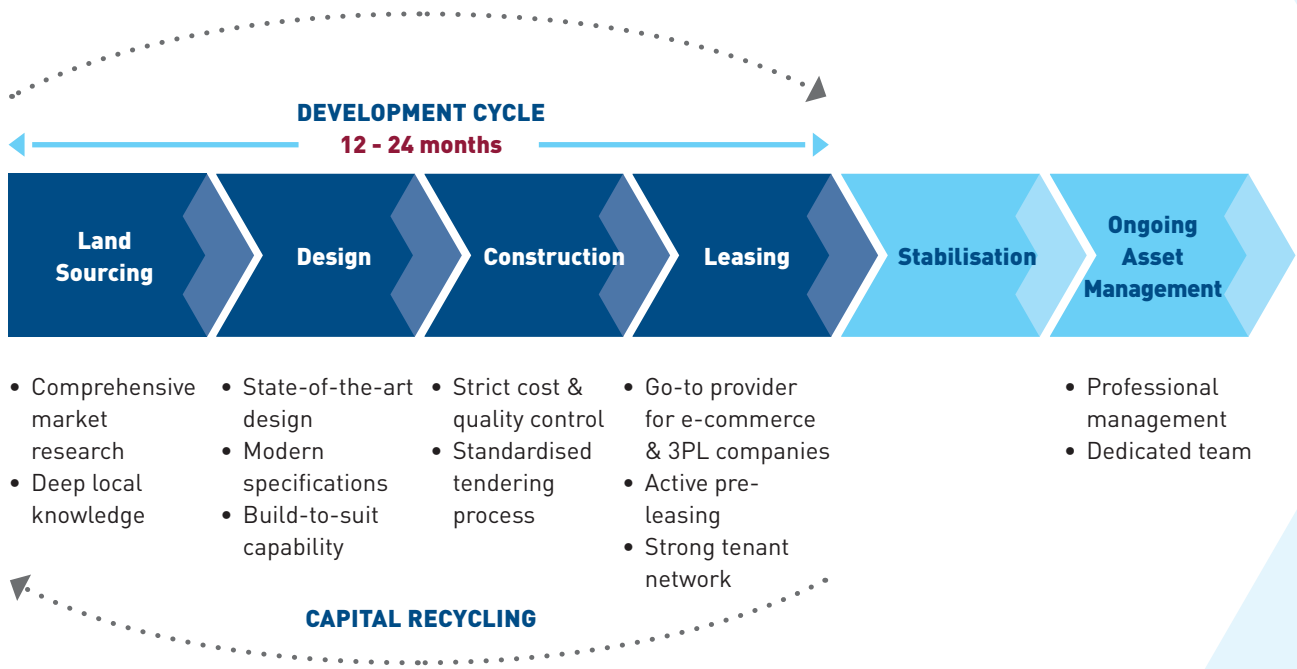 DEVELOPMENT CYCLE
12 - 24 months
Land
Sourcing
Design
Construction
Leasing
Stabilisation
Ongoing
Asset
Management
• Comprehensive
market
research
• Deep local
knowledge
• State-of-the-art
design
• Modern
specifications
• Build-to-suit
capability
• Strict cost &
quality control
• Standardised
tendering
process
• Go-to provider
for e-commerce
& 3PL companies
• Active pre-
leasing
• Strong tenant
network
• Professional
management
• Dedicated team
CAPITAL RECYCLING